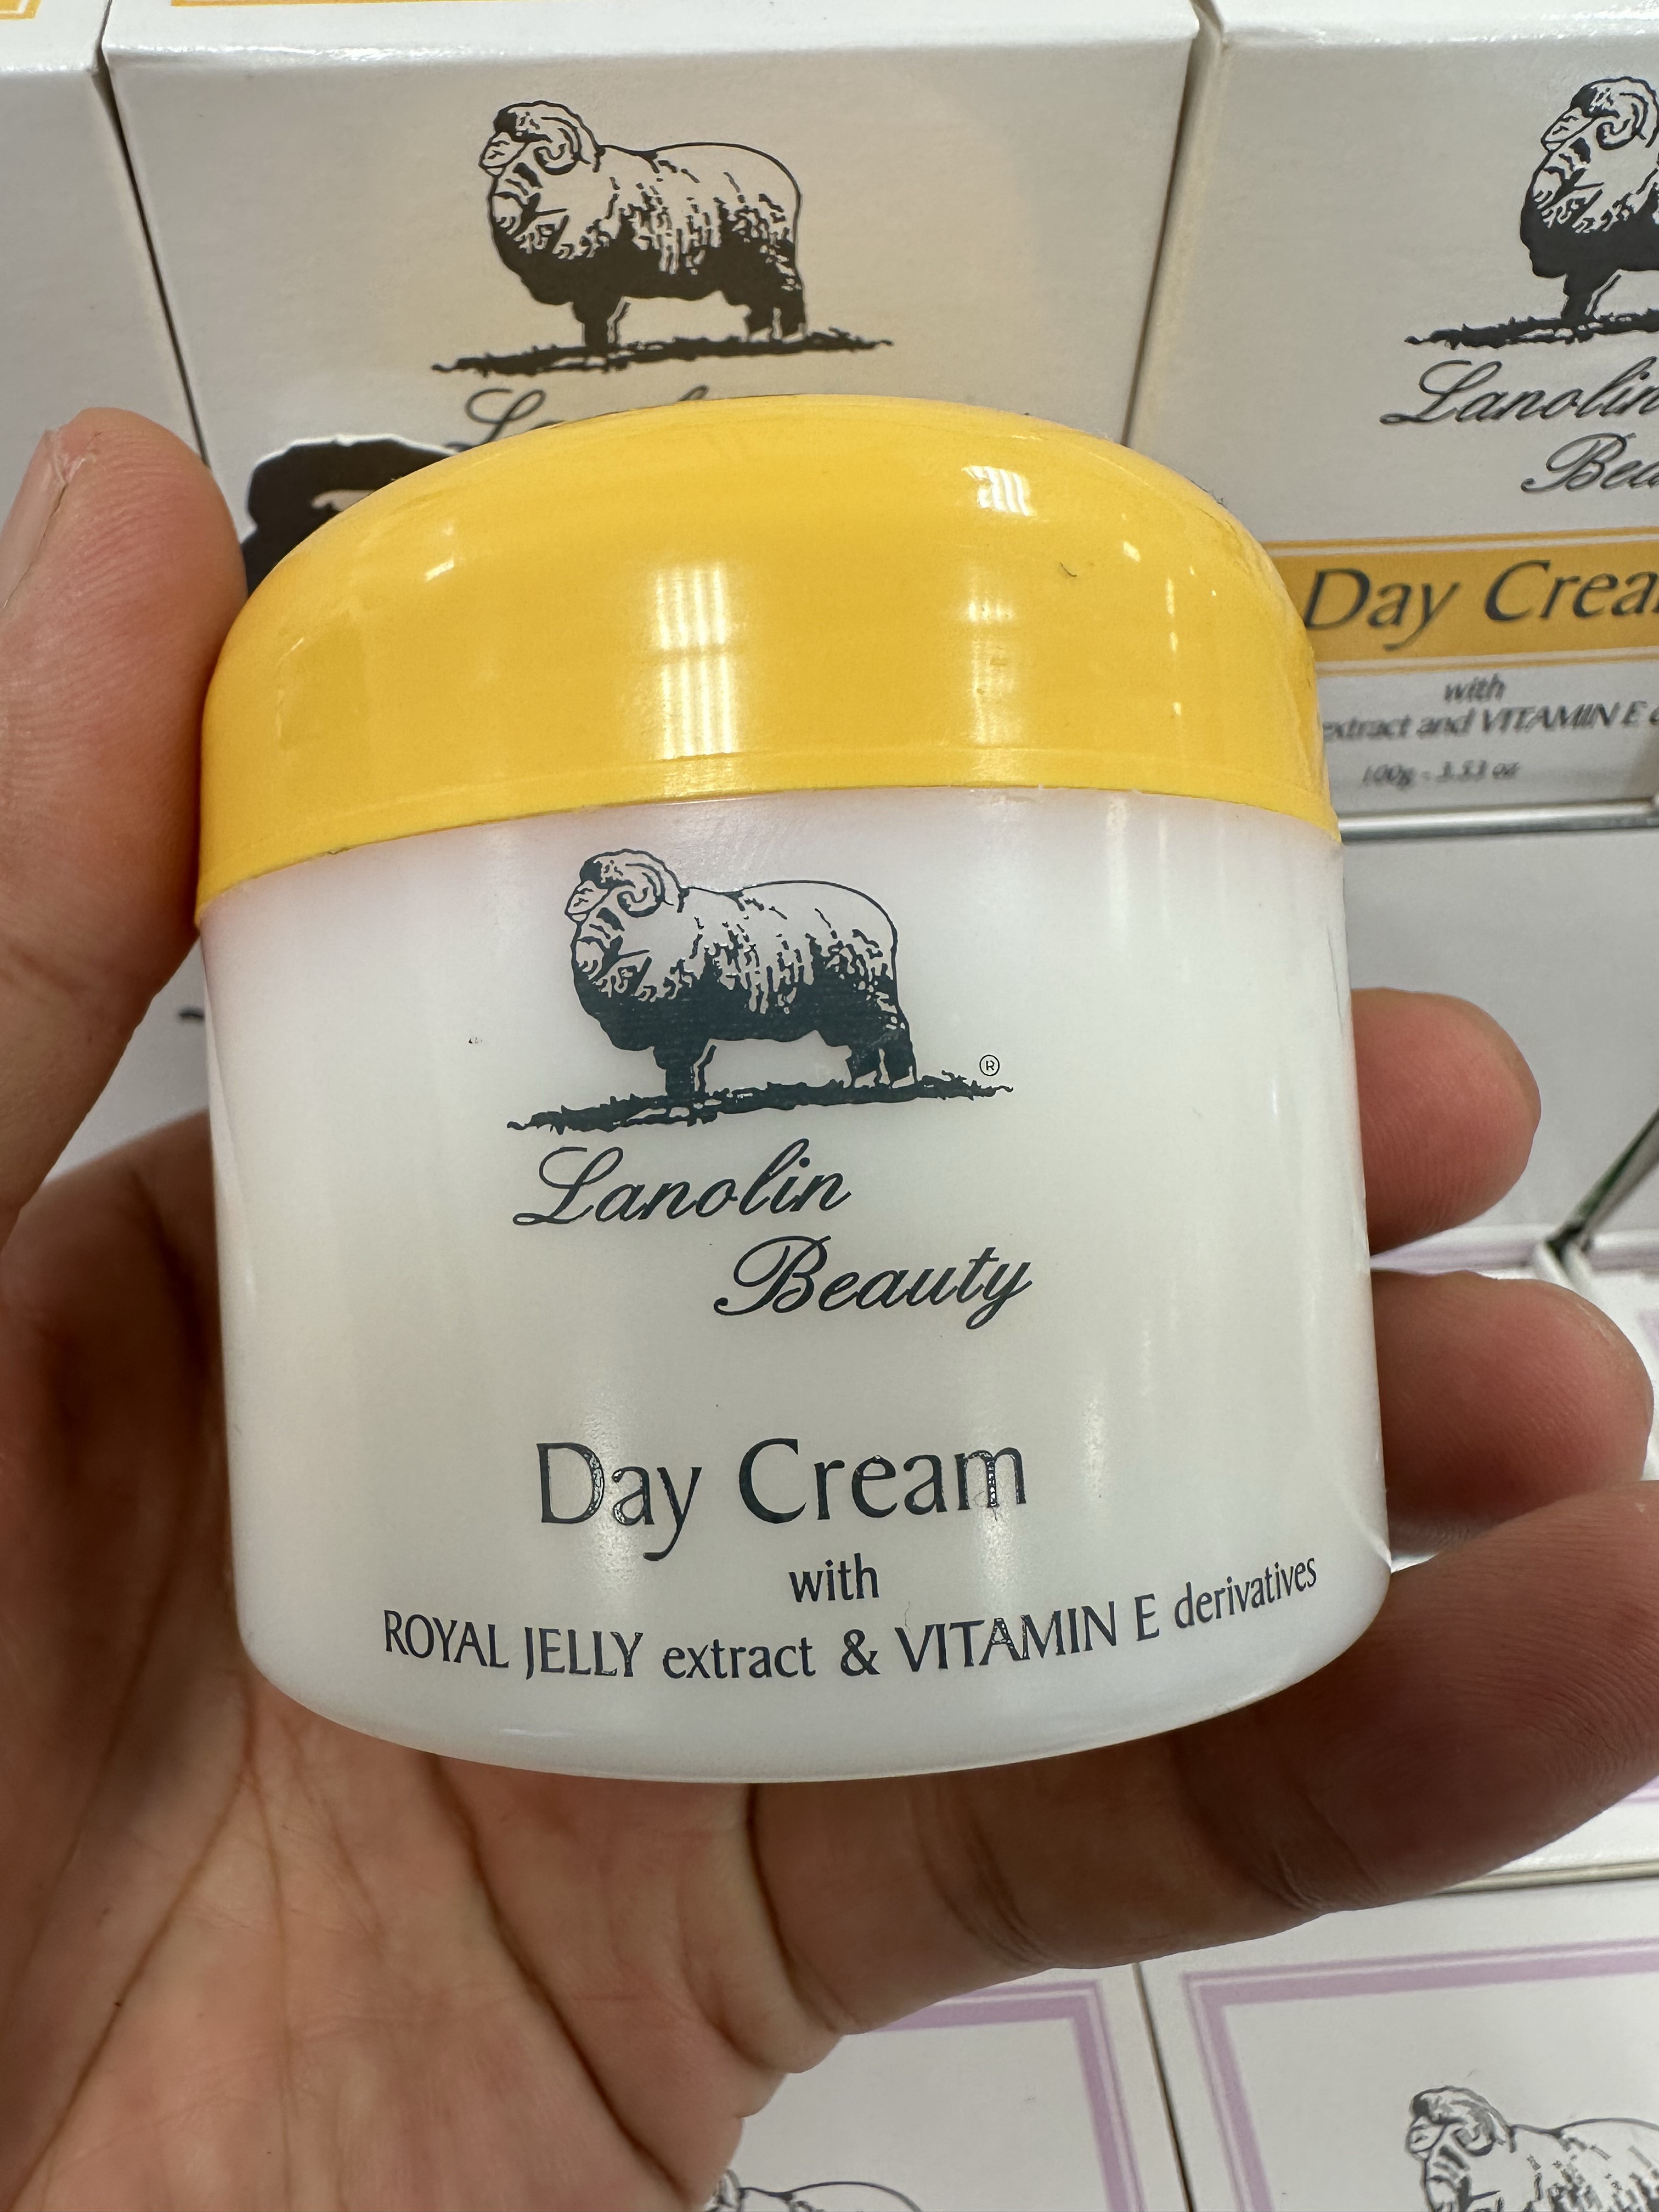 Lanolin
Beau
Day Cream
with
extract and VITAMIN E
100g - 3.53 oz
®
Lanolin
Beauty
Day Cream
with
ROYAL JELLY extract & VITAMIN E derivatives